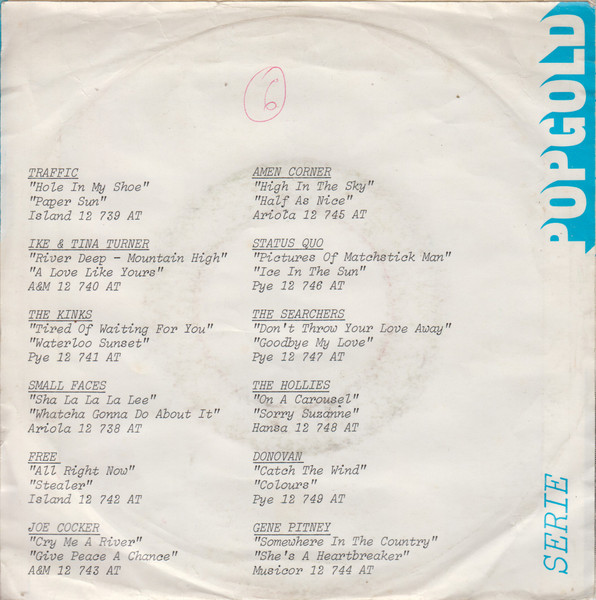 6
TRAFFIC
"Hole In My Shoe"
"Paper Sun"
Island 12 739 AT
IKE & TINA TURNER
"River Deep - Mountain High"
"A Love Like Yours"
A&M 12 740 AT
THE KINKS
"Tired Of Waiting For You"
"Waterloo Sunset"
Pye 12 741 AT
SMALL FACES
"Sha La La La Lee"
"Whatcha Gonna Do About It"
Ariola 12 738 AT
FREE
"All Right Now"
"Stealer"
Island 12 742 AT
JOE COCKER
"Cry Me A River"
"Give Peace A Chance"
A&M 12 743 AT
AMEN CORNER
"High In The Sky"
"Half As Nice"
Ariola 12 745 AT
STATUS QUO
"Pictures Of Matchstick Man"
"Ice In The Sun"
Pye 12 746 AT
THE SEARCHERS
"Don't Throw Your Love Away"
"Goodbye My Love"
Pye 12 747 AT
THE HOLLIES
"On A Carousel"
"Sorry Suzanne"
Hansa 12 748 AT
DONOVAN
"Catch The Wind"
"Colours"
Pye 12 749 AT
GENE PITNEY
"Somewhere In The Country"
"She's A Heartbreaker"
Musicor 12 744 AT
POPGOLD
SERIE